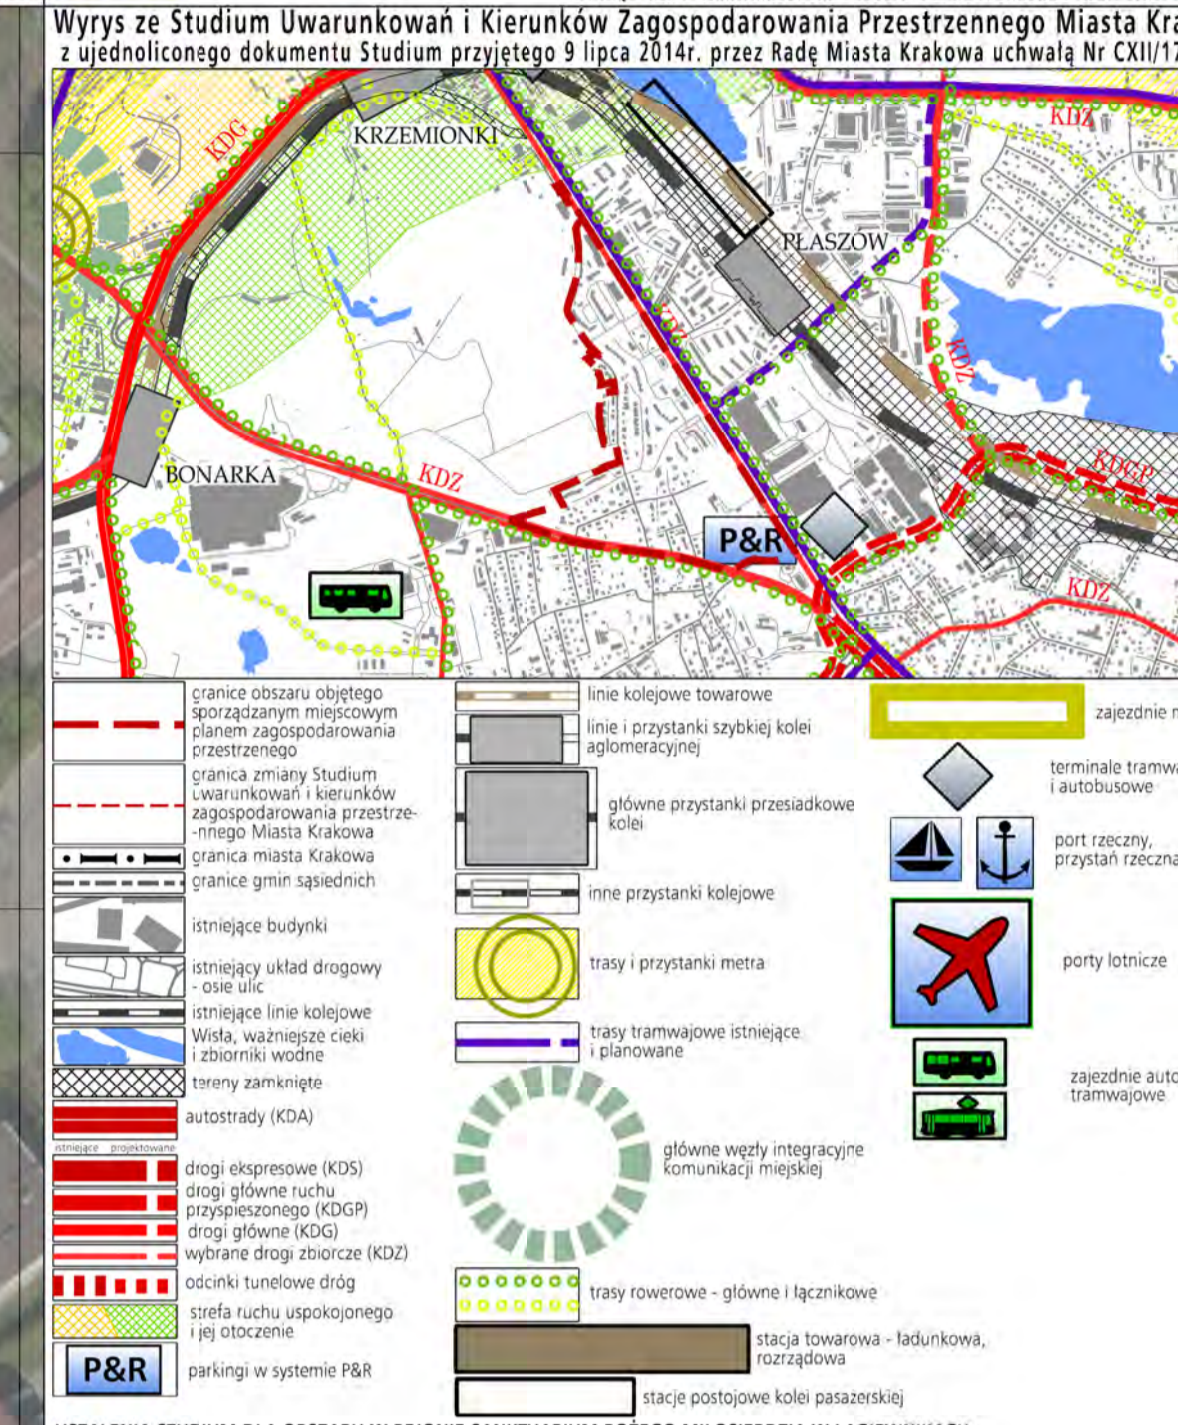 Wyrys ze Studium Uwarunkowań i Kierunków Zagospodarowania Przestrzennego Miasta Kra
z ujednoliconego dokumentu Studium przyjętego 9 lipca 2014r. przez Radę Miasta Krakowa uchwałą Nr CXII/17
KDG
KRZEMIONKI
KDZ
PŁASZÓW
KDZ
KDZ
BONARKA
KDZ
KDGP
P&R
KDZ
granice obszaru objętego
sporządzanym miejscowym
planem zagospodarowania
przestrzenego
granica zmiany Studium
uwarunkowań i kierunków
zagospodarowania przestrze-
-nnego Miasta Krakowa
granica miasta Krakowa
granice gmin sąsiednich
istniejące budynki
istniejący układ drogowy
- osie ulic
istniejące linie kolejowe
Wisła, ważniejsze cieki
i zbiorniki wodne
tereny zamknięte
autostrady (KDA)
istniejące projektowane
drogi ekspresowe (KDS)
drogi główne ruchu
przyspieszonego (KDGP)
drogi główne (KDG)
wybrane drogi zbiorcze (KDZ)
odcinki tunelowe dróg
strefa ruchu uspokojonego
i jej otoczenie
P&R
parkingi w systemie P&R
linie kolejowe towarowe
linie i przystanki szybkiej kolei
aglomeracyjnej
główne przystanki przesiadkowe
kolei
inne przystanki kolejowe
trasy i przystanki metra
trasy tramwajowe istniejące
i planowane
główne węzły integracyjne
komunikacji miejskiej
trasy rowerowe - główne i łącznikowe
stacja towarowa - ładunkowa,
rozrządowa
stacje postojowe kolei pasażerskiej
zajezdnie m
terminale tramwa
i autobusowe
port rzeczny,
przystań rzeczna
porty lotnicze
zajezdnie auto
tramwajowe